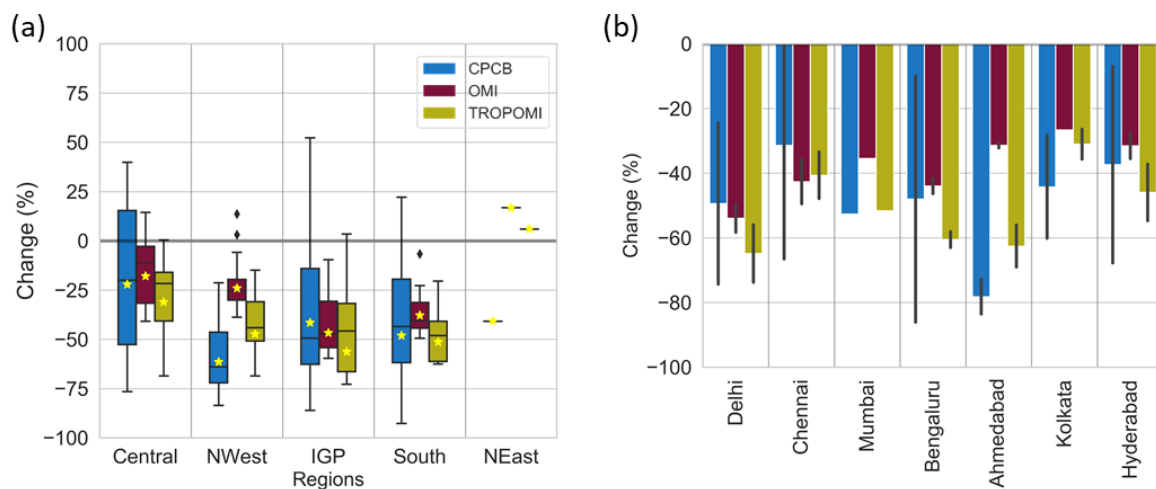 (a)
Change (%)
100
75
50
25
0
−25
−50
−75
−100
CPCB
OMI
TROPOMI
Central
NWest
IGP
South
NEast
Regions
(b)
Change (%)
0
−20
−40
−60
−80
−100
Delhi
Chennai
Mumbai
Bengaluru
Ahmedabad
Kolkata
Hyderabad